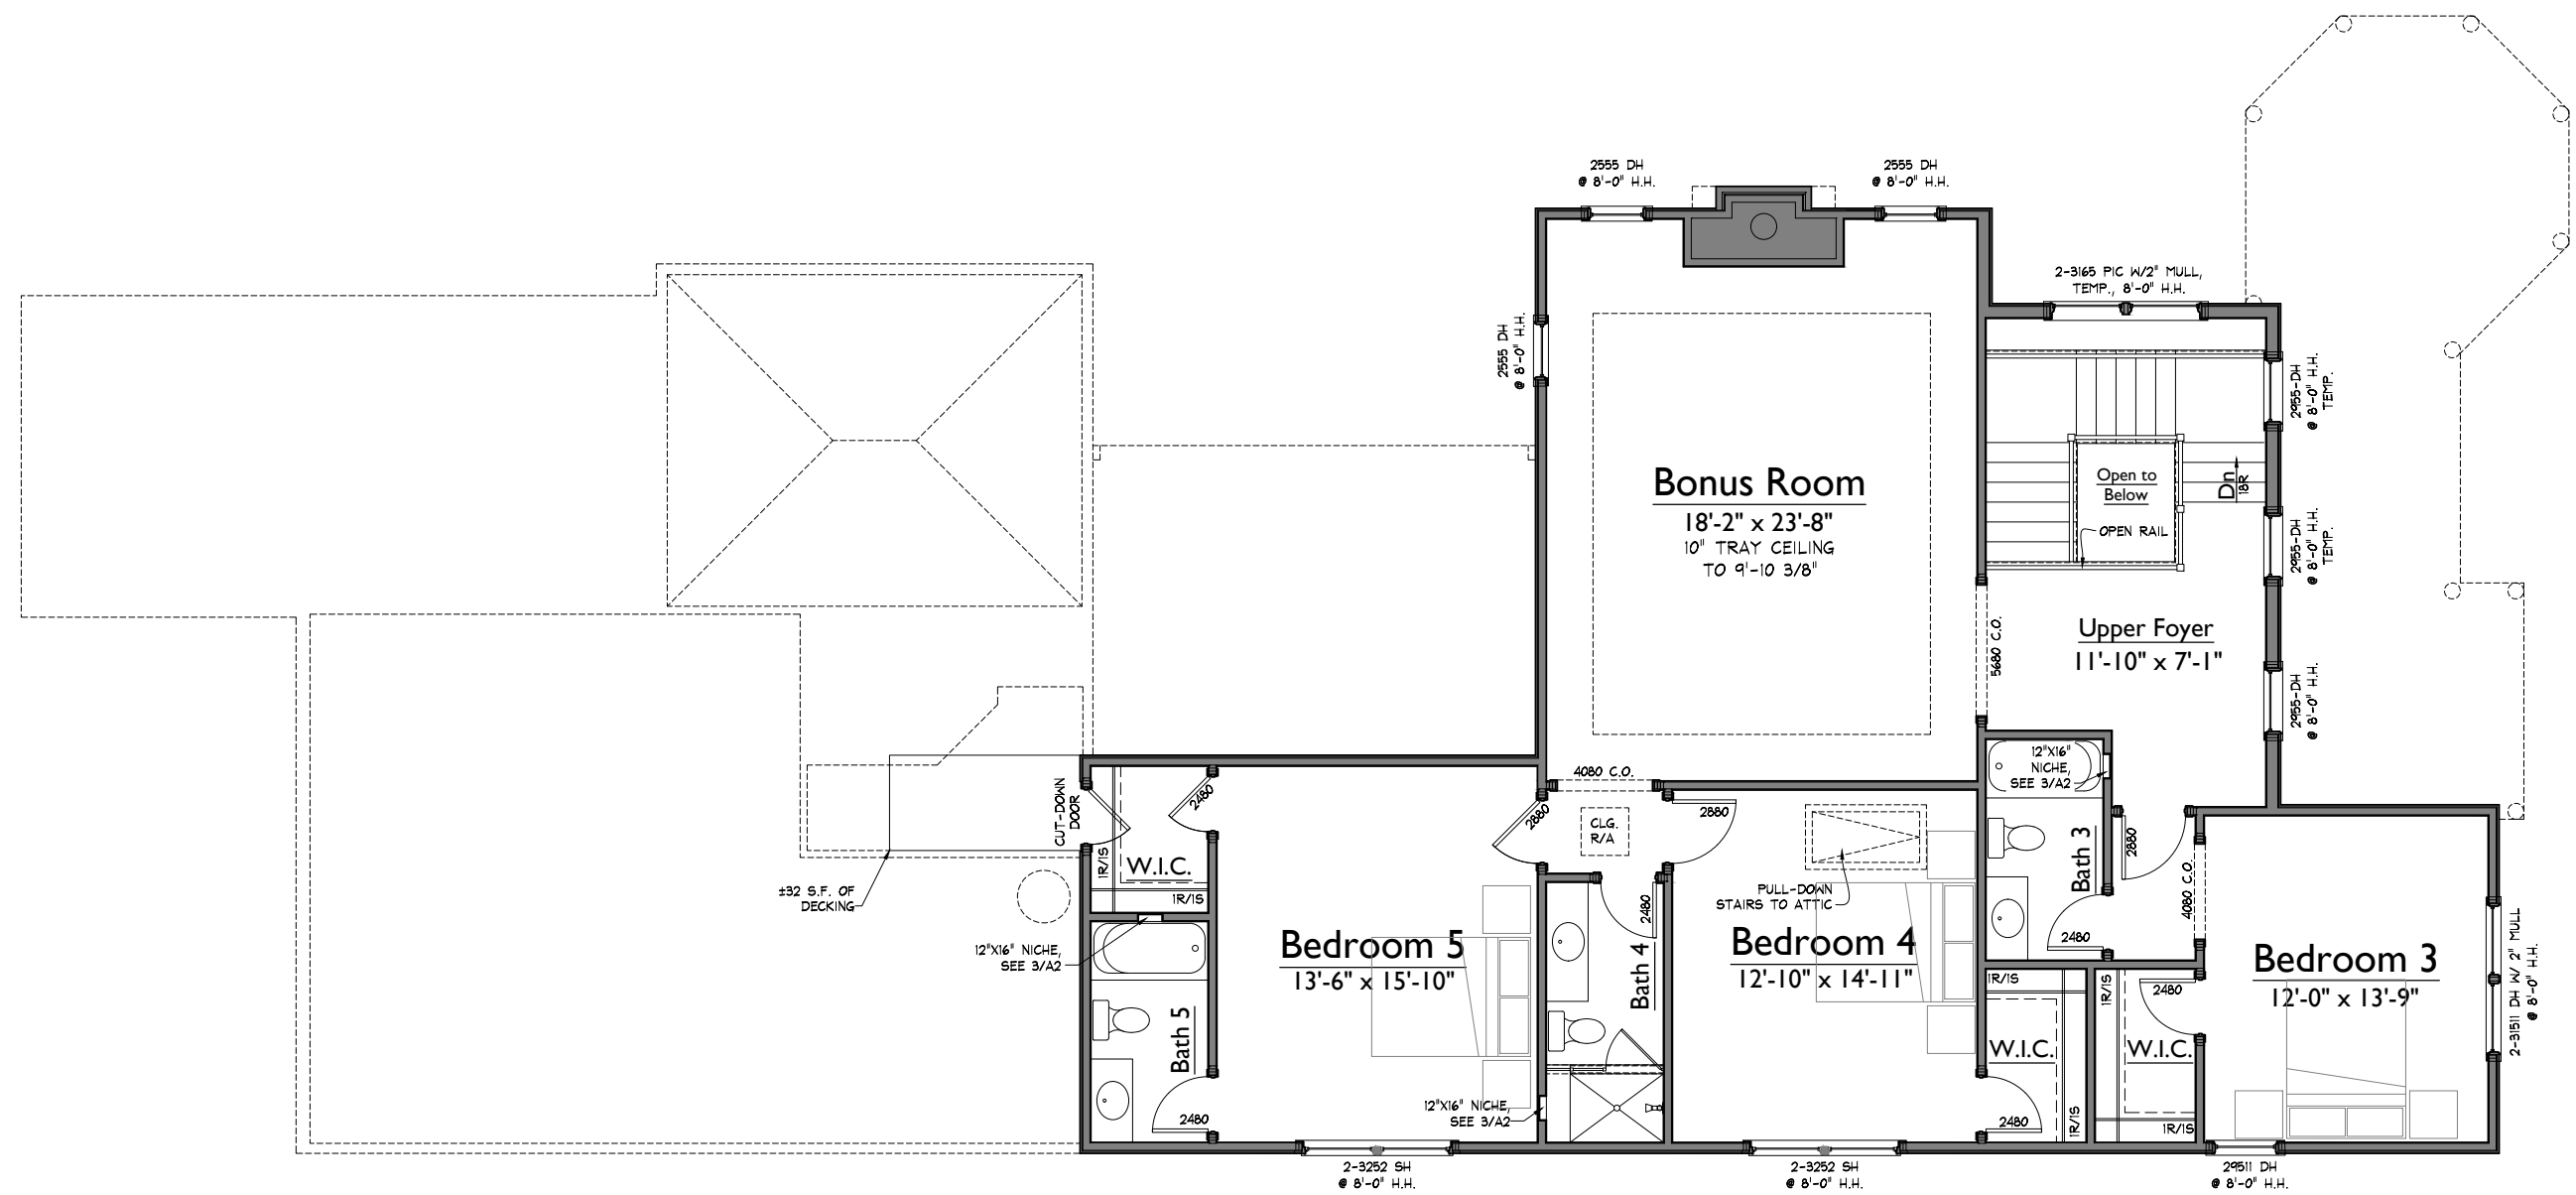 2555 DH
@ 8'-0" H.H.
2555 DH
@ 8'-0" H.H.
2-3165 PIC W/2" MULL,
TEMP., 8'-0" H.H.
2555 DH
@ 8'-0" H.H.
2955-DH
@ 8'-0" H.H.
TEMP.
Bonus Room
18'-2" x 23'-8"
10" TRAY CEILING
TO 9'-10 3/8"
Open to
Below
Dn
18R
OPEN RAIL
2955-DH
@ 8'-0" H.H.
TEMP.
5680 C.O.
Upper Foyer
11'-10" x 7'-1"
2955-DH
@ 8'-0" H.H.
12"X16"
NICHE,
SEE 3/A2
4080 C.O.
CUT-DOWN
DOOR
2480
2880
CLG.
R/A
2880
Bath 3
2880
1R/1S
W.I.C.
1R/1S
±32 S.F. OF
DECKING
PULL-DOWN
STAIRS TO ATTIC
2480
4080 C.O.
2480
12"X16" NICHE,
SEE 3/A2
Bedroom 5
13'-6" x 15'-10"
Bath 4
Bedroom 4
12'-10" x 14'-11"
Bedroom 3
12'-0" x 13'-9"
2-31511 DH W/ 2" MULL
@ 8'-0" H.H.
1R/1S
1R/1S
2480
Bath 5
W.I.C.
W.I.C.
2480
12"X16" NICHE,
SEE 3/A2
2480
1R/1S
1R/1S
2-3252 SH
@ 8'-0" H.H.
2-3252 SH
@ 8'-0" H.H.
29511 DH
@ 8'-0" H.H.